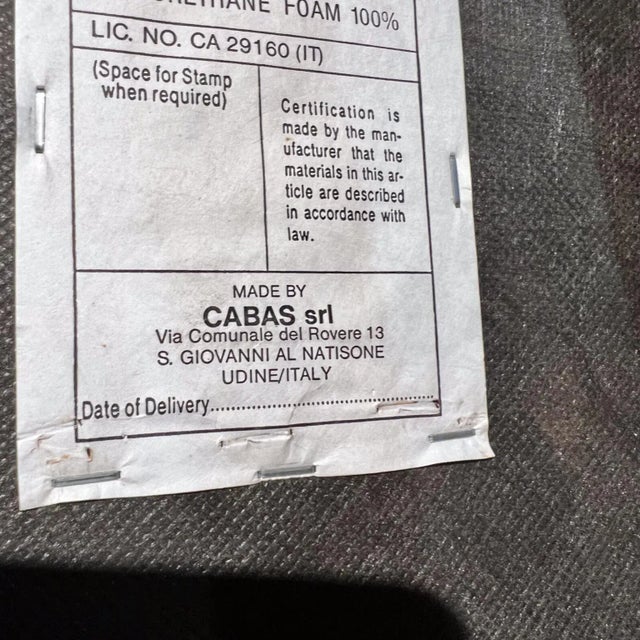 FOAM 100%
LIC. NO. CA 29160 (IT)
(Space for Stamp
when required)
Certification is
made by the man-
ufacturer that the
materials in this ar-
ticle are described
in accordance with
law.
MADE BY
CABAS srl
Via Comunale del Rovere 13
S. GIOVANNI AL NATISONE
UDINE/ITALY
Date of Delivery........................................